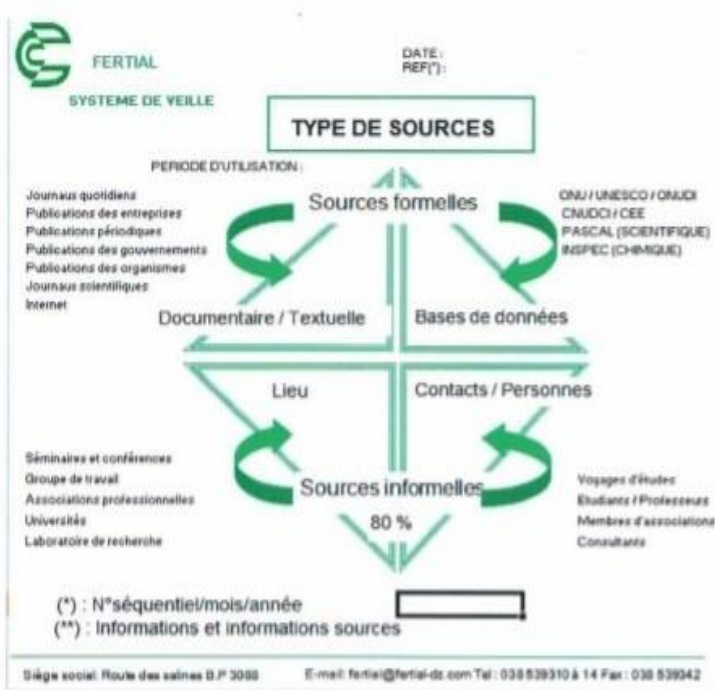 FERTIAL
DATE :
REF(*) :
SYSTEME DE VEILLE
TYPE DE SOURCES
PERIODE D'UTILISATION :
Journaus quotidiens
Publications des entreprises
Publications périodiques
Publications des gouvernements
Publications des organismes
Journaus scientifiques
Internet
Sources formelles
ONU / UNESCO / ONUDI
CNUDCI / CEE
PASCAL (SCIENTIFIQUE)
INSPEC (CHIMIQUE)
Documentaire / Textuelle
Bases de données
Lieu
Contacts / Personnes
Séminaires et conférences
Groupe de travail
Associations professionnelles
Universités
Laboratoire de recherche
Sources informelles
80 %
Voyages d'études
Etudiants / Professeurs
Membres d'associations
Consultants
(*) : N°séquentiel/mois/année
(**) : Informations et informations sources
Siège social: Route des salines B.P 3088 E-mail: fertial@fertial-dz.com Tel : 038 539310 à 14 Fax : 038 539342